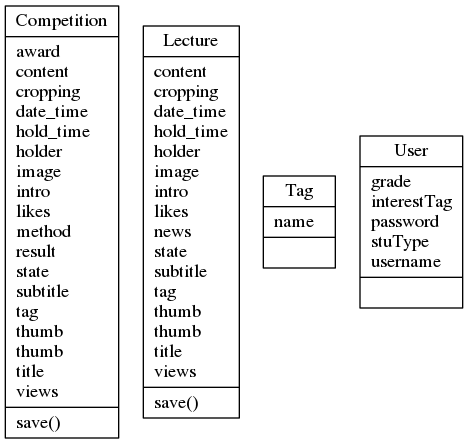 Competition
award
content
cropping
date_time
hold_time
holder
image
intro
likes
method
result
state
subtitle
tag
thumb
thumb
title
views
save()
Lecture
content
cropping
date_time
hold_time
holder
image
intro
likes
news
state
subtitle
tag
thumb
thumb
title
views
save()
Tag
name
User
grade
interestTag
password
stuType
username